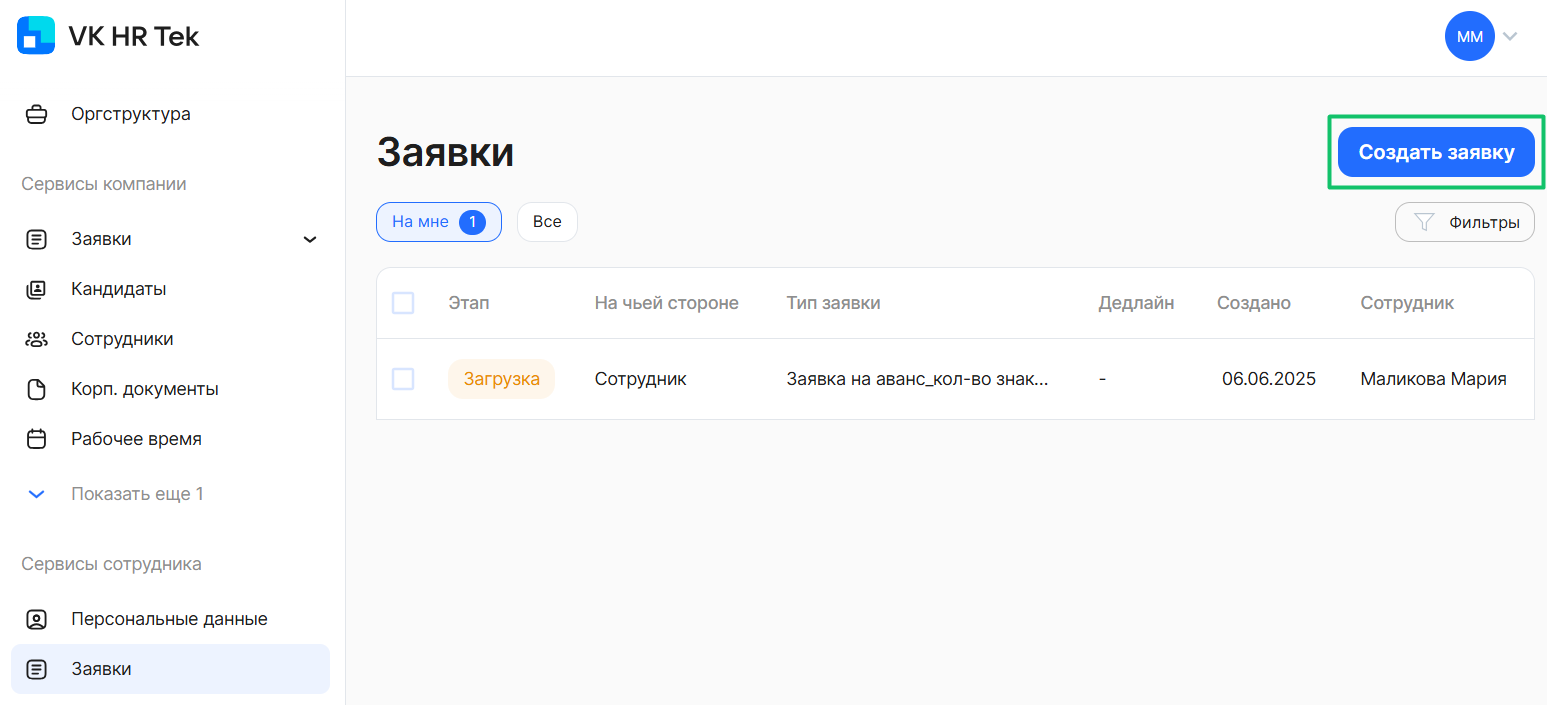 VK HR Tek
ММ
Оргструктура
Сервисы компании
Заявки
Кандидаты
Сотрудники
Корп. документы
Рабочее время
Показать еще 1
Сервисы сотрудника
Персональные данные
Заявки
Заявки
Создать заявку
На мне 1 Все
Фильтры
Этап На чьей стороне Тип заявки Дедлайн Создано Сотрудник
Загрузка Сотрудник Заявка на аванс_кол-во знак... - 06.06.2025 Маликова Мария